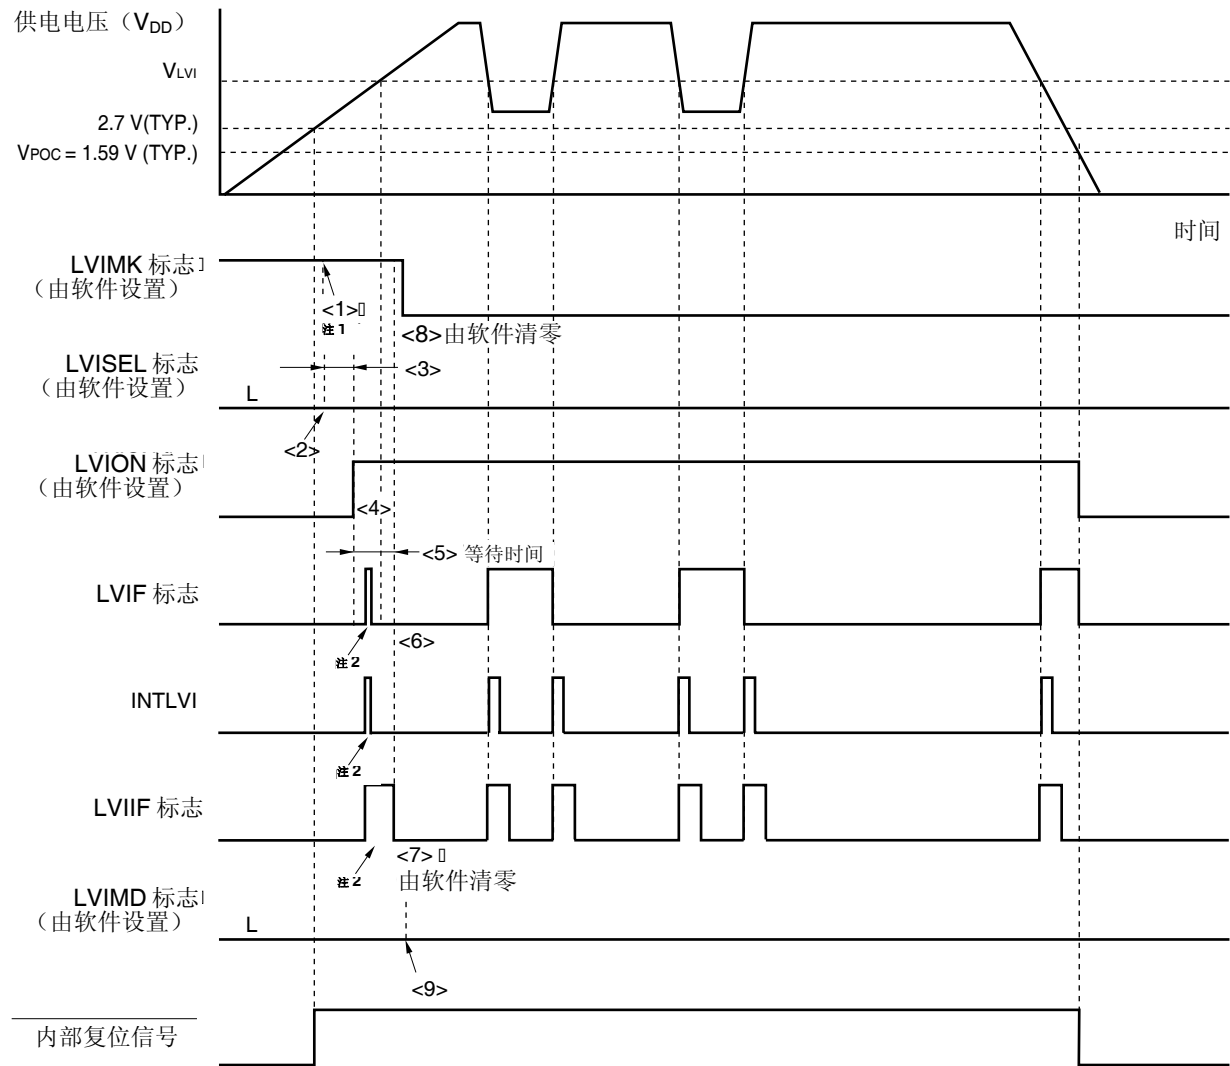 供电电压（VDD）
VLVI
2.7 V(TYP.)
VPOC = 1.59 V (TYP.)
时间
LVIMK 标志
（由软件设置）
<1>
注 1
<8>由软件清零
LVISEL 标志
（由软件设置）
L
<3>
<2>
LVION 标志
（由软件设置）
<4>
<5> 等待时间
LVIF 标志
<6>
注 2
INTLVI
注 2
LVIIF 标志
注 2
<7>
由软件清零
LVIMD 标志
（由软件设置）
L
<9>
内部复位信号